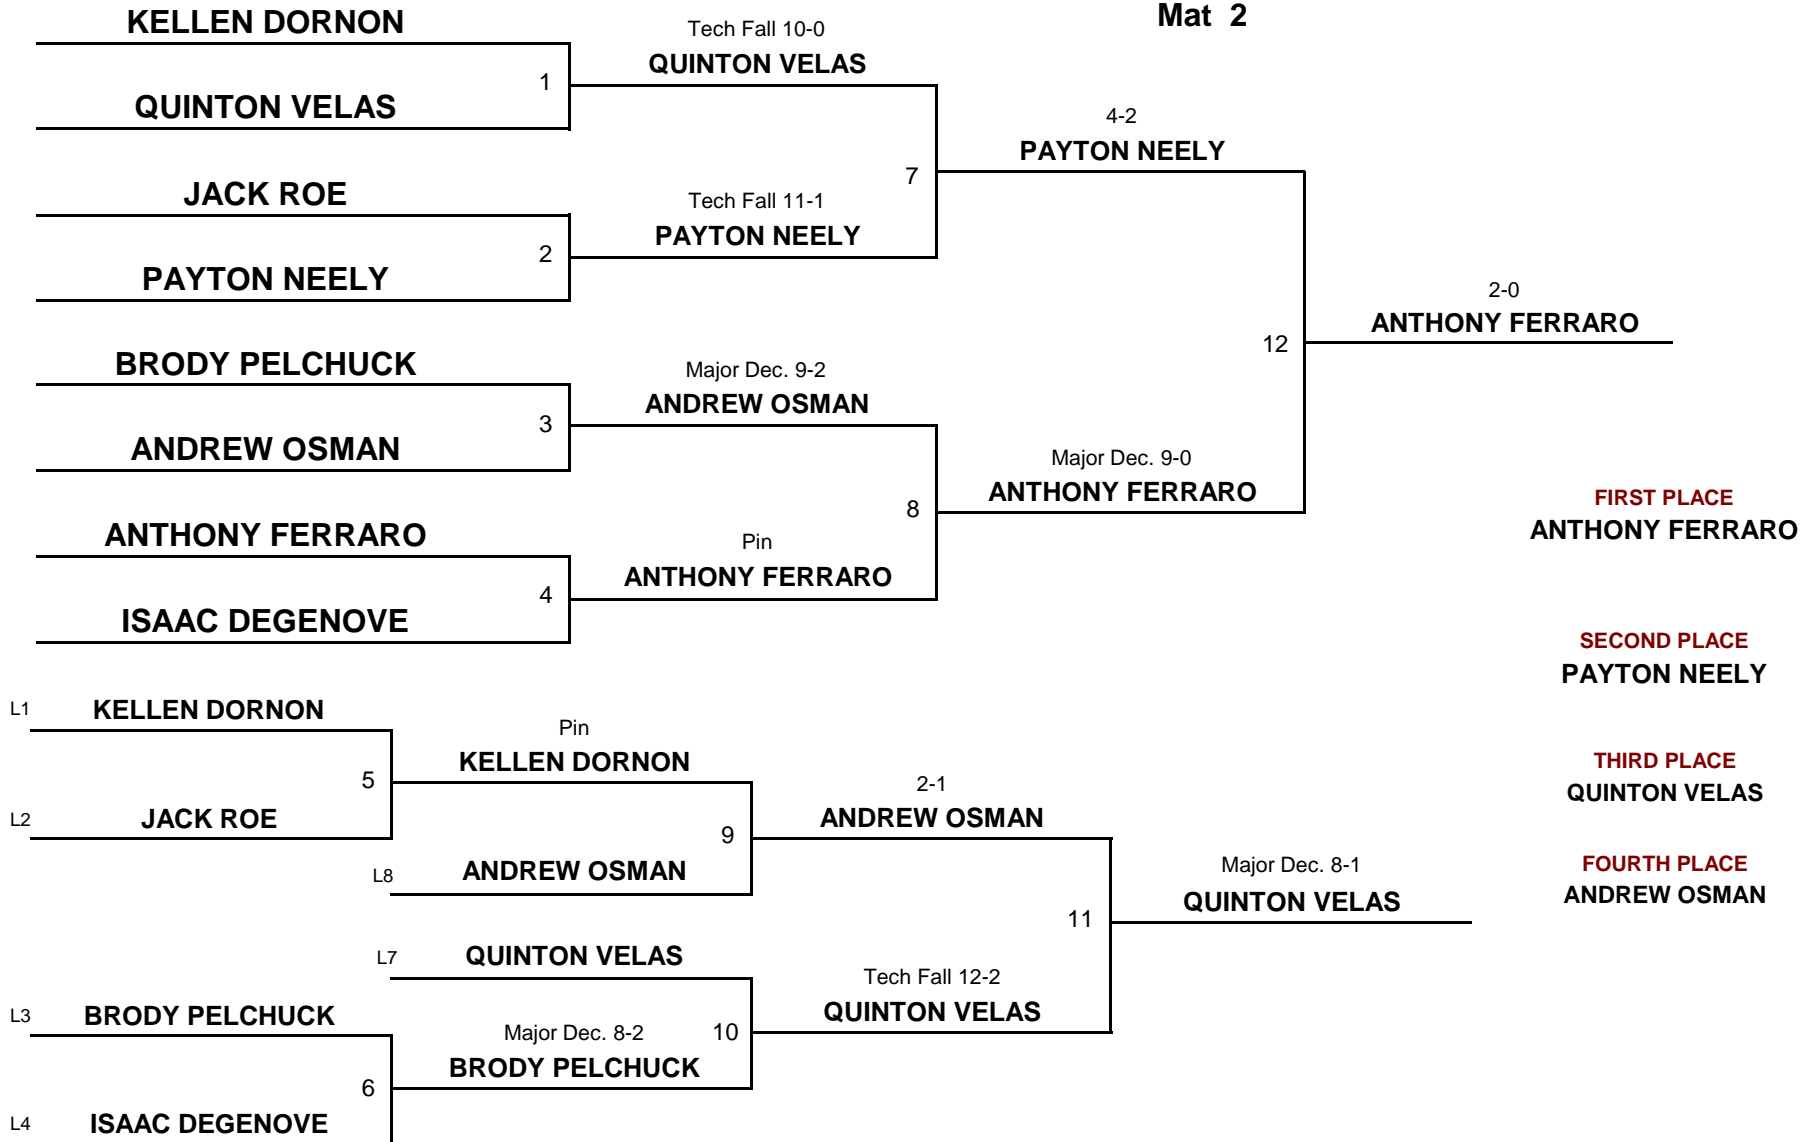 Mat 2
KELLEN DORNON
Tech Fall 10-0
QUINTON VELAS
1
QUINTON VELAS
4-2
PAYTON NEELY
7
JACK ROE
Tech Fall 11-1
PAYTON NEELY
2
PAYTON NEELY
2-0
ANTHONY FERRARO
12
BRODY PELCHUCK
Major Dec. 9-2
ANDREW OSMAN
3
ANDREW OSMAN
Major Dec. 9-0
ANTHONY FERRARO
8
ANTHONY FERRARO
Pin
ANTHONY FERRARO
4
ISAAC DEGENOVE
FIRST PLACE
ANTHONY FERRARO
SECOND PLACE
PAYTON NEELY
THIRD PLACE
QUINTON VELAS
FOURTH PLACE
ANDREW OSMAN
L1 KELLEN DORNON
Pin
KELLEN DORNON
5
L2 JACK ROE
2-1
ANDREW OSMAN
9
L8 ANDREW OSMAN
Major Dec. 8-1
QUINTON VELAS
11
L7 QUINTON VELAS
Tech Fall 12-2
QUINTON VELAS
L3 BRODY PELCHUCK
Major Dec. 8-2
10
BRODY PELCHUCK
6
L4 ISAAC DEGENOVE